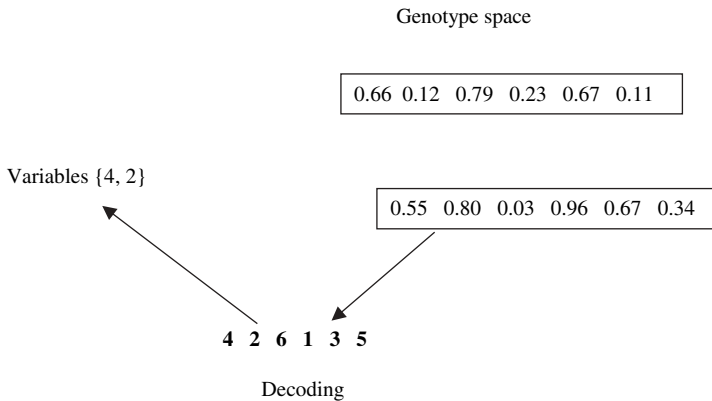 Genotype space
0.66 0.12 0.79 0.23 0.67 0.11
Variables {4, 2}
0.55 0.80 0.03 0.96 0.67 0.34
4 2 6 1 3 5
Decoding